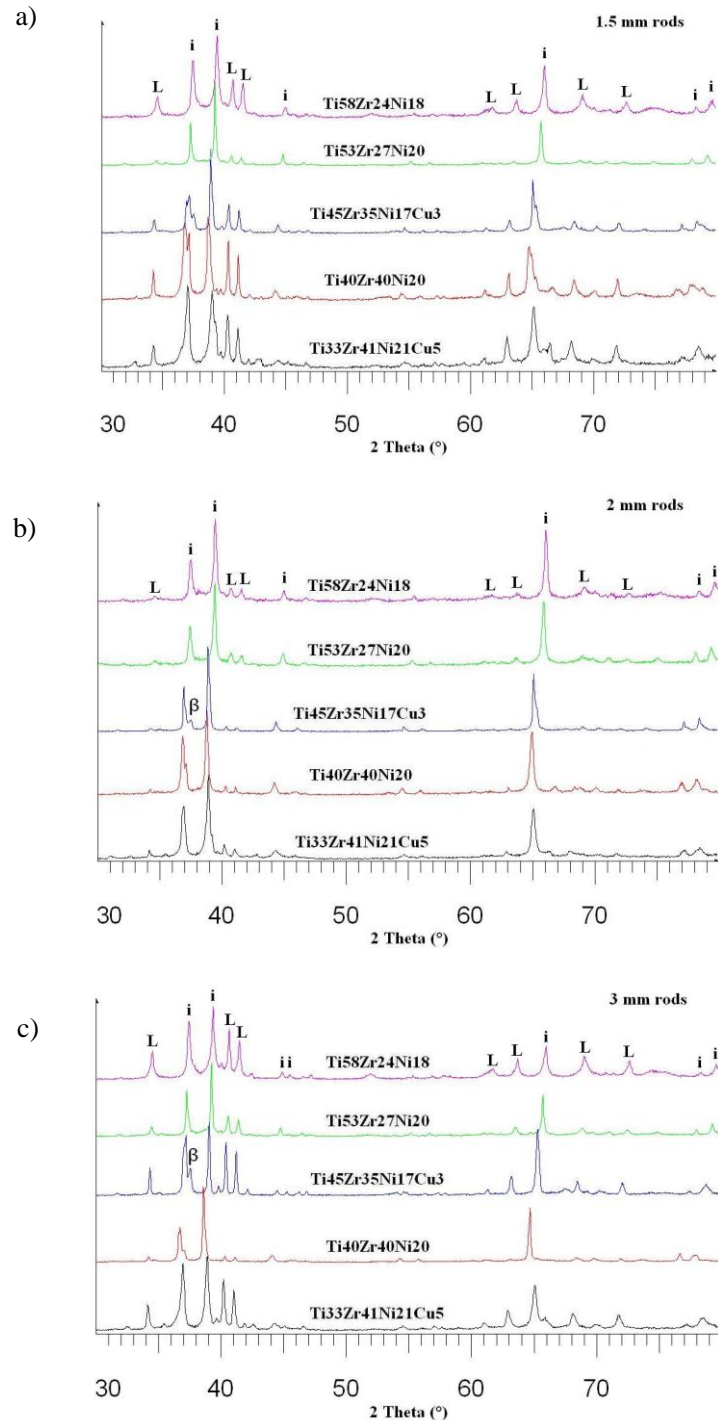 a)
1.5 mm rods
i i i
L L L i L L L L i i
Ti58Zr24Ni18
Ti53Zr27Ni20
Ti45Zr35Ni17Cu3
Ti40Zr40Ni20
Ti33Zr41Ni21Cu5
30 40 50 60 70
2 Theta (°)
b)
2 mm rods
i i i
L L L i L L L L i i
Ti58Zr24Ni18
Ti53Zr27Ni20
Ti45Zr35Ni17Cu3
β
Ti40Zr40Ni20
Ti33Zr41Ni21Cu5
30 40 50 60 70
2 Theta (°)
c)
3 mm rods
i i i
L L L i i L L L L i i
Ti58Zr24Ni18
Ti53Zr27Ni20
β
Ti45Zr35Ni17Cu3
Ti40Zr40Ni20
Ti33Zr41Ni21Cu5
30 40 50 60 70
2 Theta (°)